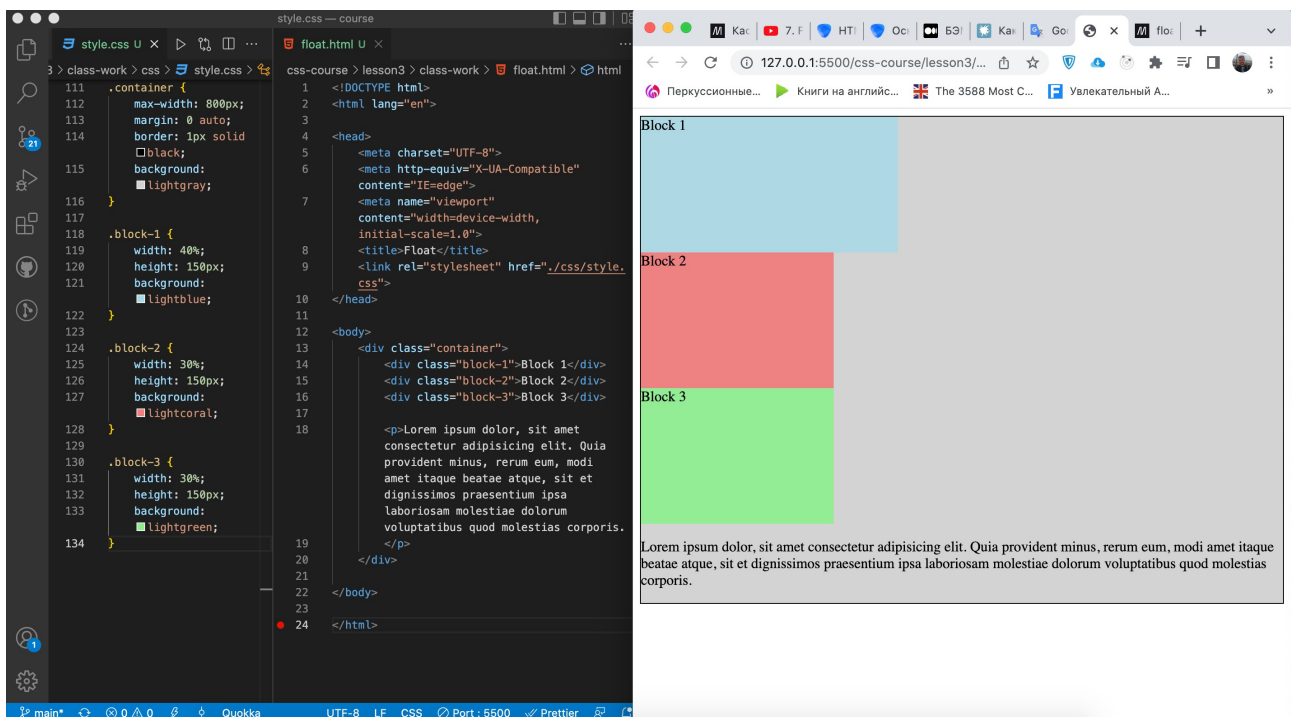 style.css — course
style.css U
3 > class-work > css > style.css >
111 .container {
112 max-width: 800px;
113 margin: 0 auto;
114 border: 1px solid
black;
115 background:
lightgray;
116 }
117
118 .block-1 {
119 width: 40%;
120 height: 150px;
121 background:
lightblue;
122 }
123
124 .block-2 {
125 width: 30%;
126 height: 150px;
127 background:
lightcoral;
128 }
129
130 .block-3 {
131 width: 30%;
132 height: 150px;
133 background:
lightgreen;
134 }
float.html U
css-course > lesson3 > class-work > float.html > html
1 <!DOCTYPE html>
2 <html lang="en">
3
4 <head>
5 <meta charset="UTF-8">
6 <meta http-equiv="X-UA-Compatible"
content="IE=edge">
7 <meta name="viewport"
content="width=device-width,
initial-scale=1.0">
8 <title>Float</title>
9 <link rel="stylesheet" href="./css/style.
css">
10 </head>
11
12 <body>
13 <div class="container">
14 <div class="block-1">Block 1</div>
15 <div class="block-2">Block 2</div>
16 <div class="block-3">Block 3</div>
17
18 <p>Lorem ipsum dolor, sit amet
consectetur adipisicing elit. Quia
provident minus, rerum eum, modi
amet itaque beatae atque, sit et
dignissimos praesentium ipsa
laboriosam molestiae dolorum
voluptatibus quod molestias corporis.
19 </p>
20 </div>
21
22 </body>
23
24 </html>
21
1
main* 0 0 Quokka UTF-8 LF CSS Port : 5500 Prettier
Кас 7. F HTI Ос БЭ Как Go floa
127.0.0.1:5500/css-course/lesson3/...
Перкуссионные... Книги на английс... The 3588 Most C... Увлекательный А... »
Block 1
Block 2
Block 3
Lorem ipsum dolor, sit amet consectetur adipisicing elit. Quia provident minus, rerum eum, modi amet itaque
beatae atque, sit et dignissimos praesentium ipsa laboriosam molestiae dolorum voluptatibus quod molestias
corporis.